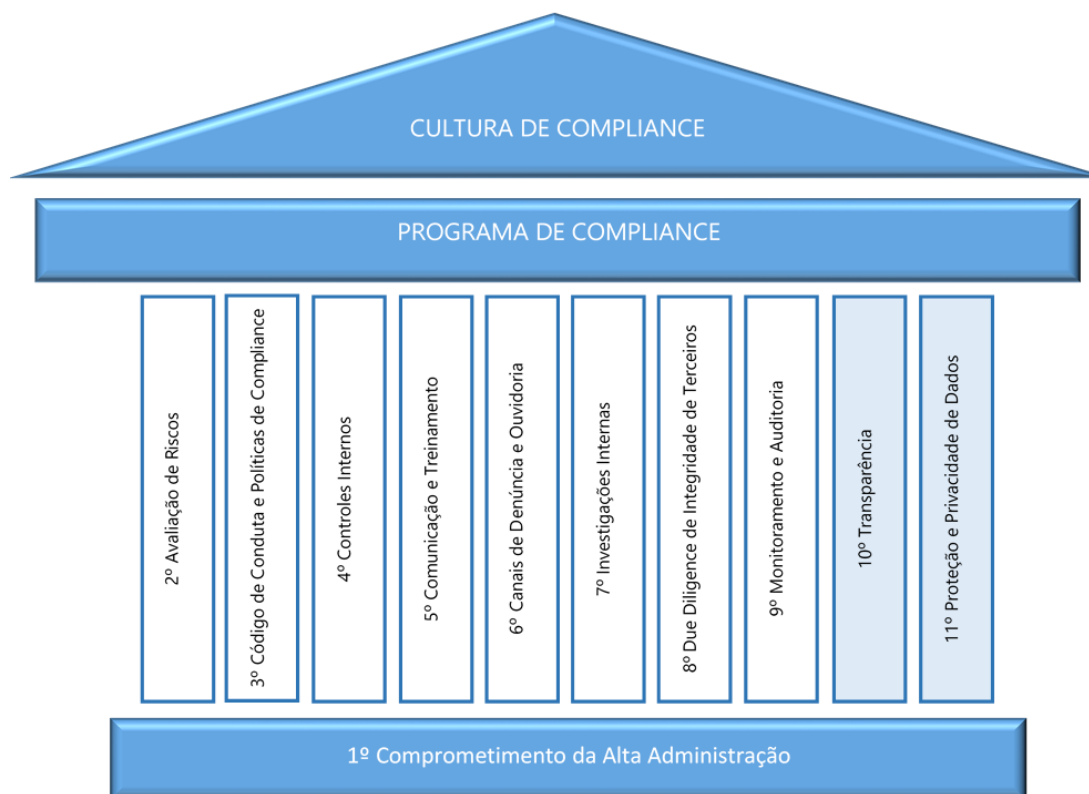 CULTURA DE COMPLIANCE
PROGRAMA DE COMPLIANCE
2º Avaliação de Riscos
3º Código de Conduta e Políticas de Compliance
4º Controles Internos
5º Comunicação e Treinamento
6º Canais de Denúncia e Ouvidoria
7º Investigações Internas
8º Due Diligence de Integridade de Terceiros
9º Monitoramento e Auditoria
10º Transparência
11º Proteção e Privacidade de Dados
1º Comprometimento da Alta Administração